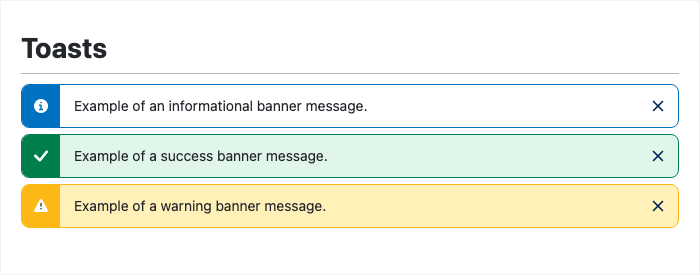 Toasts
Example of an informational banner message.
Example of a success banner message.
Example of a warning banner message.